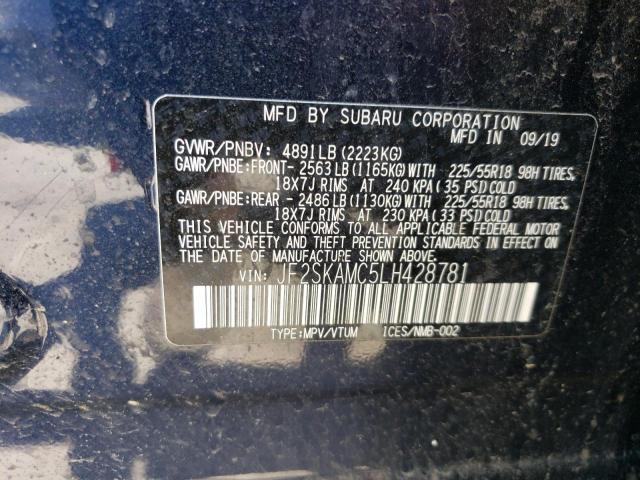 MFD BY SUBARU CORPORATION
MFD IN 09/19
GVWR/PNBV: 4891LB(2223KG)
GAWR/PNBE:FRONT- 2563LB(1165KG)WITH 225/55R18 98H TIRES,
18X7J RIMS AT 240 KPA(35 PSI)COLD
GAWR/PNBE:REAR - 2486LB(1130KG)WITH 225/55R18 98H TIRES,
18X7J RIMS AT 230 KPA(33 PSI)COLD
THIS VEHICLE CONFORMS TO ALL APPLICABLE FEDERAL MOTOR
VEHICLE SAFETY AND THEFT PREVENTION STANDARDS IN EFFECT ON
THE DATE OF MANUFACTURE SHOWN ABOVE.
VIN: JF2SKAMC5LH428781
TYPE:MPV/VTUM ICES/NMB-002